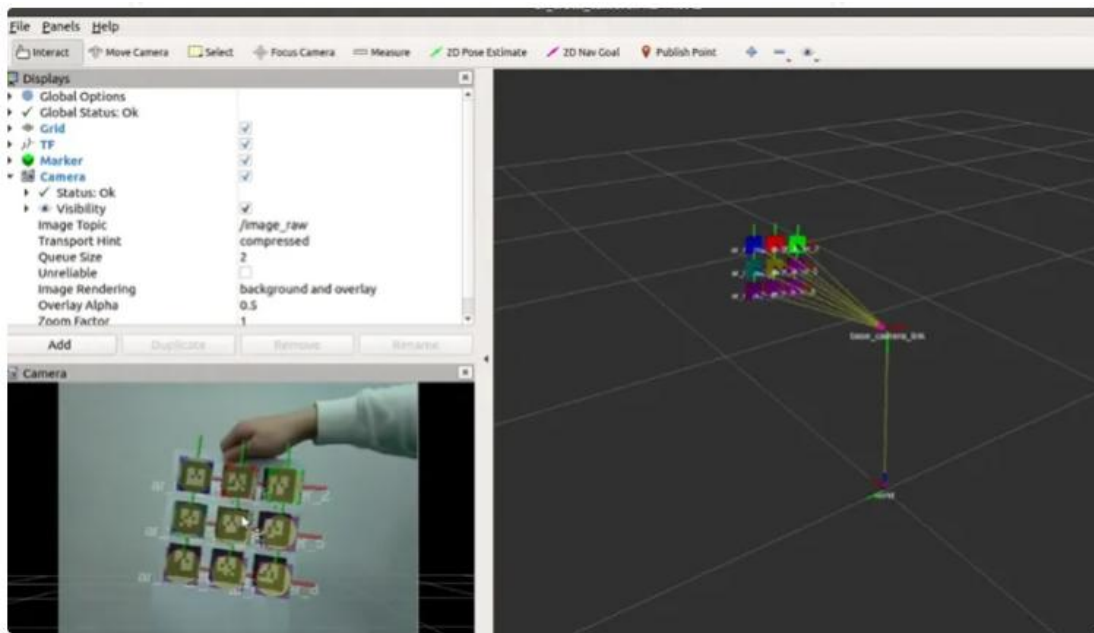 File Panels Help
Interact Move Camera Select Focus Camera Measure 2D Pose Estimate 2D Nav Goal Publish Point
Displays
Global Options
Global Status: Ok
Grid
TF
Marker
Camera
Status: Ok
Visibility
Image Topic /image_raw
Transport Hint compressed
Queue Size 2
Unreliable
Image Rendering background and overlay
Overlay Alpha 0.5
Zoom Factor 1
Add Duplicate Remove Rename
Camera
base_camera_link
world